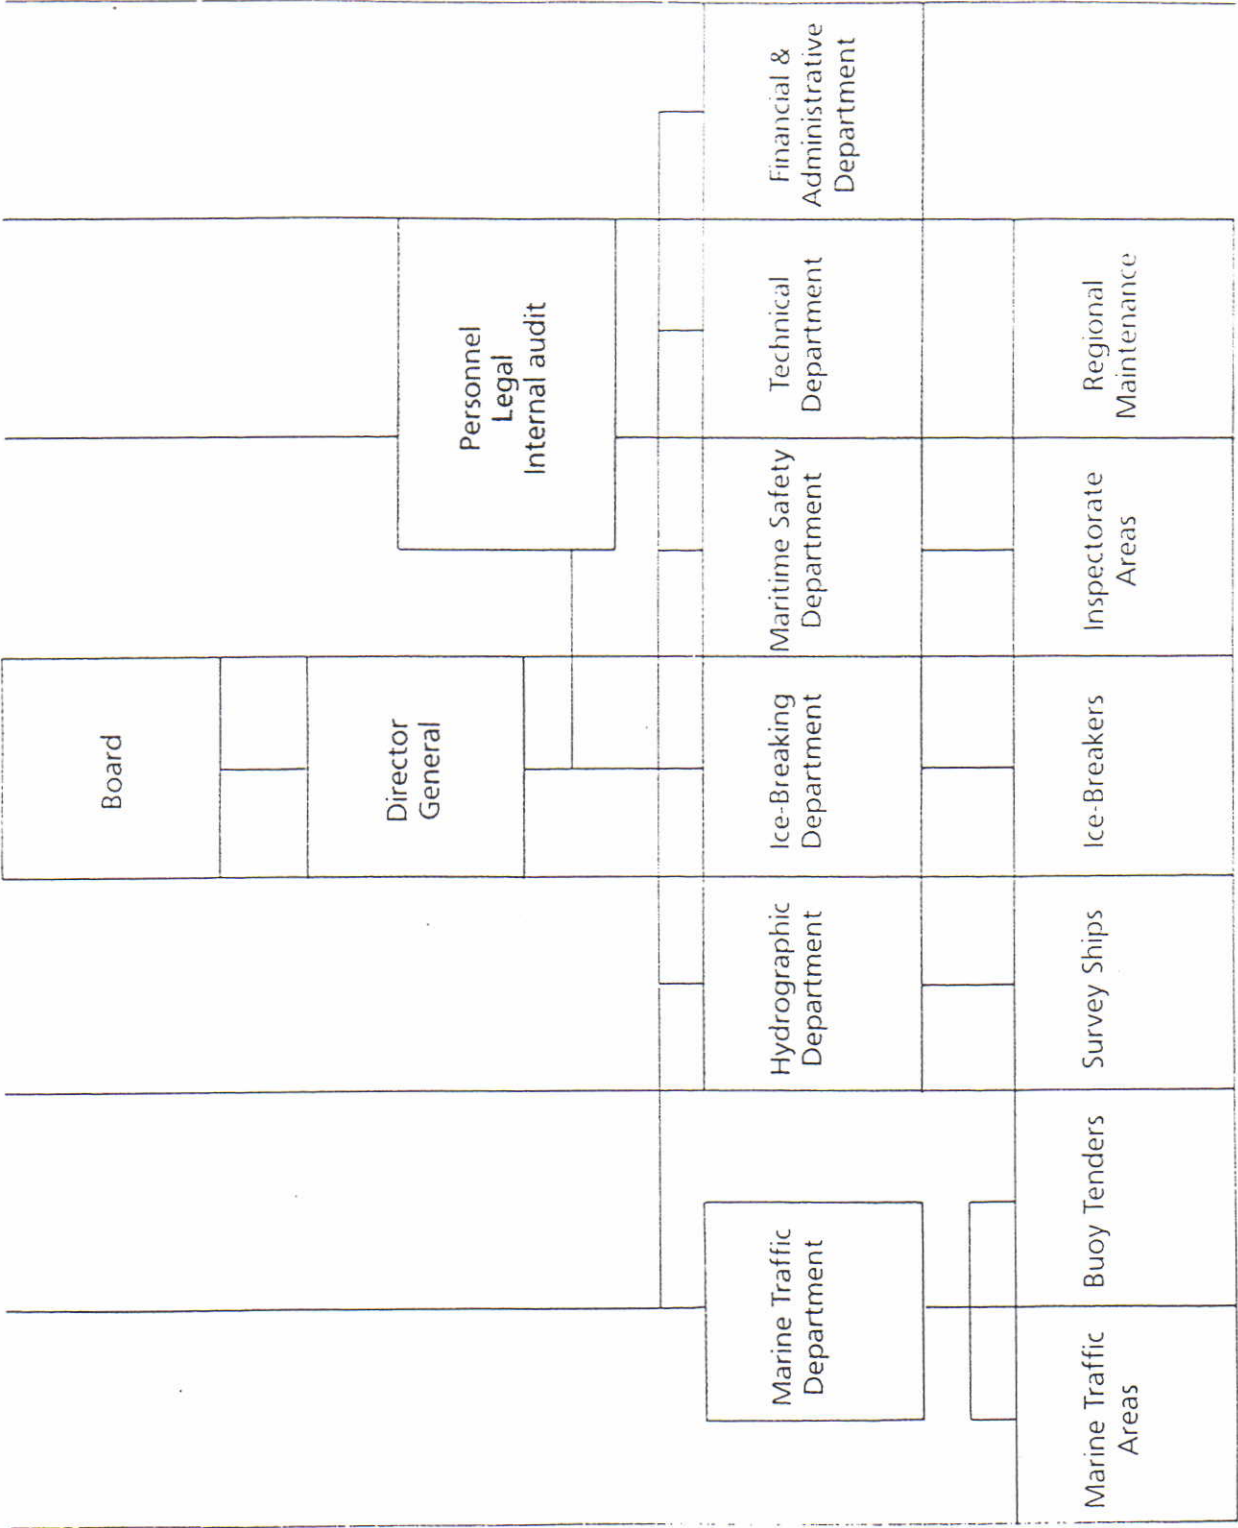 Board
Director
General
Personnel
Legal
Internal audit
Marine Traffic
Department
Hydrographic
Department
Ice-Breaking
Department
Maritime Safety
Department
Technical
Department
Financial &
Administrative
Department
Marine Traffic
Areas
Buoy Tenders
Survey Ships
Ice-Breakers
Inspectorate
Areas
Regional
Maintenance